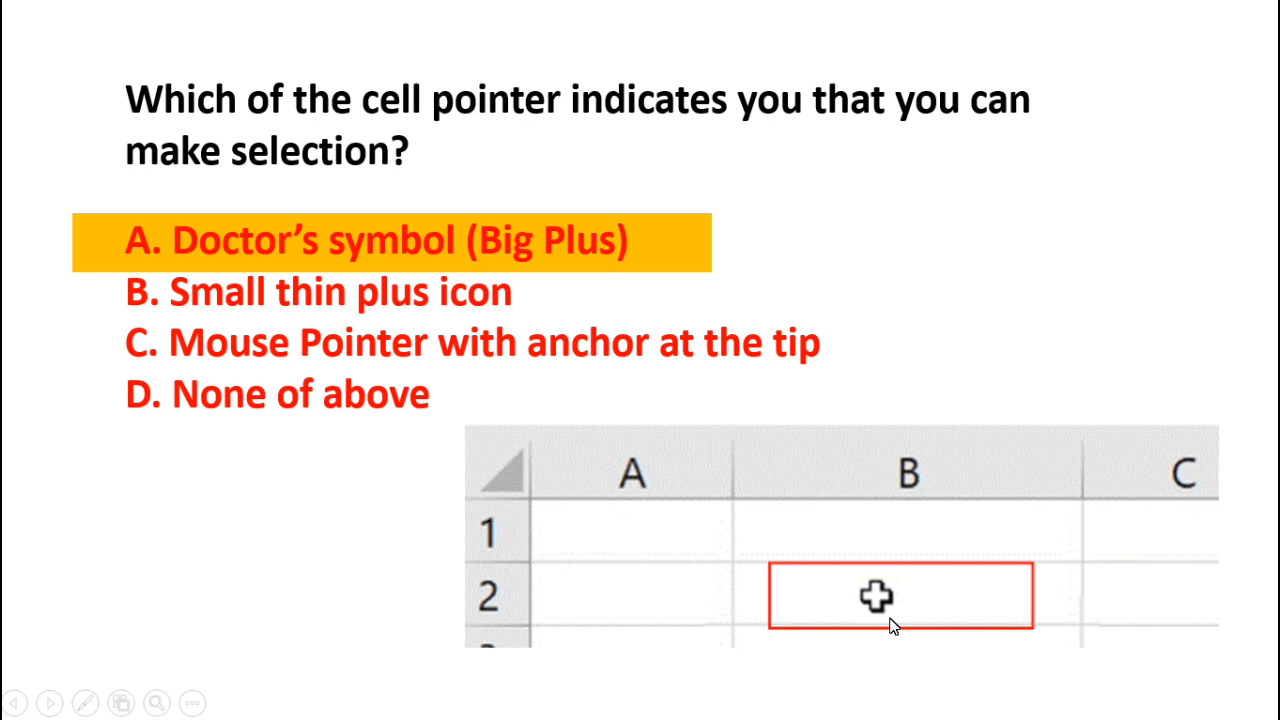 Which of the cell pointer indicates you that you can
make selection?
A. Doctor’s symbol (Big Plus)
B. Small thin plus icon
C. Mouse Pointer with anchor at the tip
D. None of above
A B C
1
2